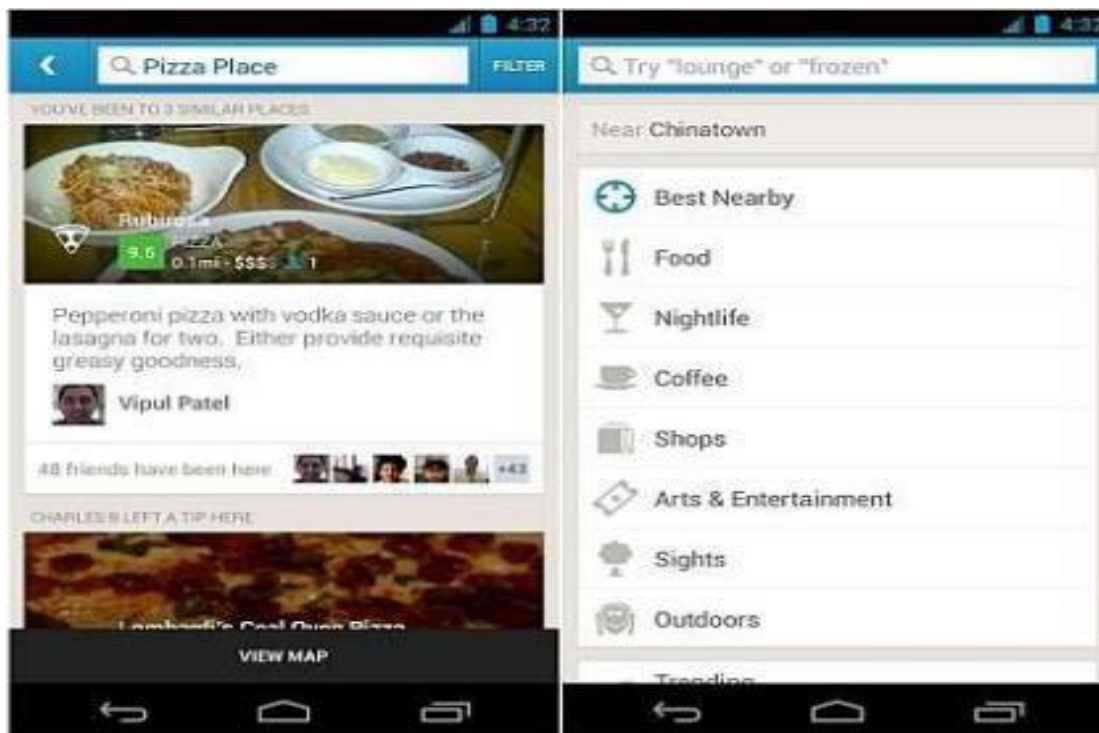 4:32
Pizza Place
FILTER
YOU'VE BEEN TO 3 SIMILAR PLACES
Rubirosa
PIZZA
9.5
0.1mi · $$$$ 1
Pepperoni pizza with vodka sauce or the
lasagna for two. Either provide requisite
greasy goodness.
Vipul Patel
48 friends have been here
+43
CHARLES B LEFT A TIP HERE
Lombardi's Coal Oven Pizza
VIEW MAP
4:32
Try "lounge" or "frozen"
Near Chinatown
Best Nearby
Food
Nightlife
Coffee
Shops
Arts & Entertainment
Sights
Outdoors
Trending